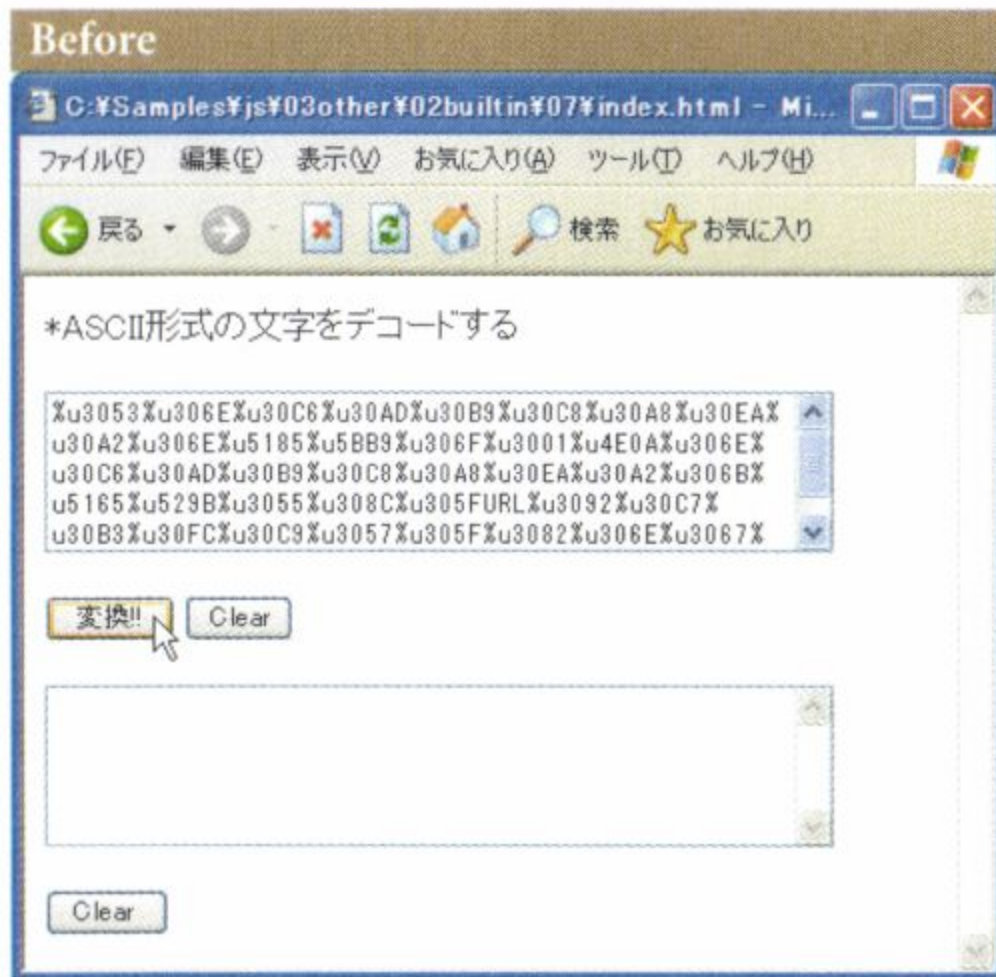 Before
C:¥Samples¥js¥03other¥02builtin¥07¥index.html - Mi...
ファイル(F) 編集(E) 表示(V) お気に入り(A) ツール(T) ヘルプ(H)
戻る 検索 お気に入り
*ASCII形式の文字をデコードする
%u3053%u306E%u30C6%u30AD%u30B9%u30C8%u30A8%u30EA%
u30A2%u306E%u5185%u5BB9%u306F%u3001%u4E0A%u306E%
u30C6%u30AD%u30B9%u30C8%u30A8%u30EA%u30A2%u306B%
u5165%u529B%u3055%u308C%u305FURL%u3092%u30C7%
u30B3%u30FC%u30C9%u3057%u305F%u3082%u306E%u3067%
変換!! Clear
Clear